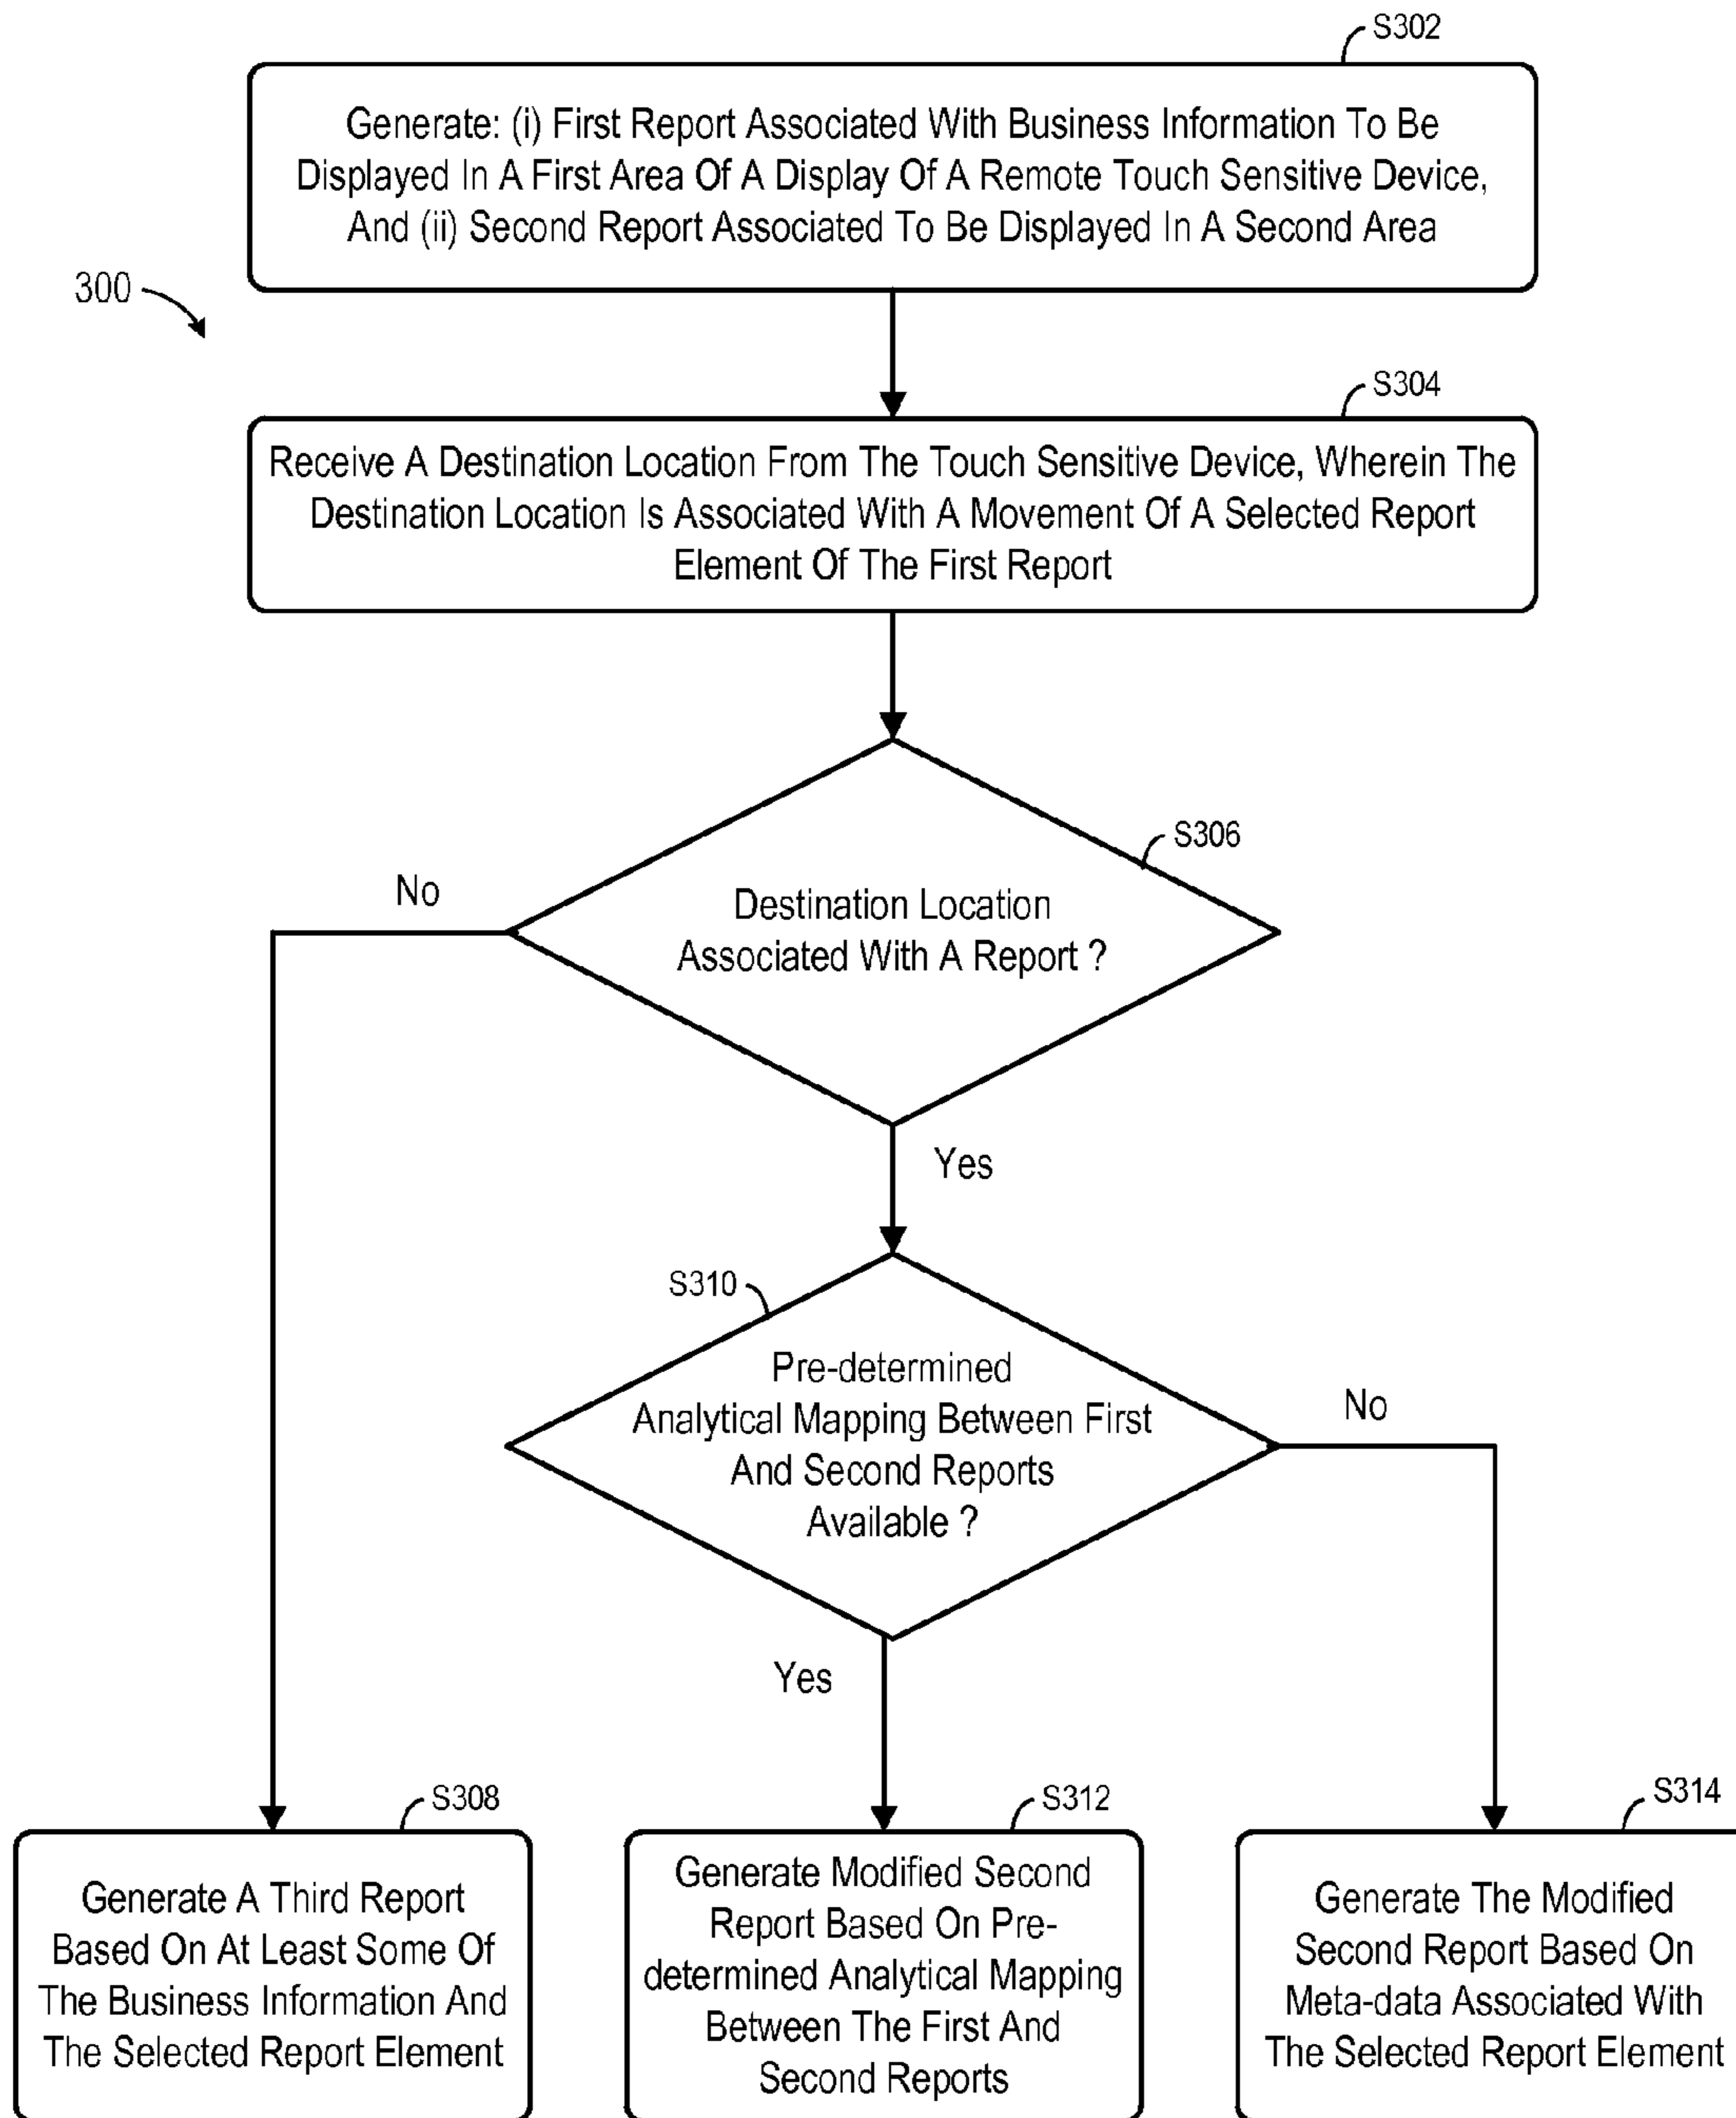 S302
Generate: (i) First Report Associated With Business Information To Be
Displayed In A First Area Of A Display Of A Remote Touch Sensitive Device,
And (ii) Second Report Associated To Be Displayed In A Second Area
300
S304
Receive A Destination Location From The Touch Sensitive Device, Wherein The
Destination Location Is Associated With A Movement Of A Selected Report
Element Of The First Report
S306
No
Destination Location
Associated With A Report ?
Yes
S310
Pre-determined
Analytical Mapping Between First
And Second Reports
Available ?
No
Yes
S308
Generate A Third Report
Based On At Least Some Of
The Business Information And
The Selected Report Element
S312
Generate Modified Second
Report Based On Pre-
determined Analytical Mapping
Between The First And
Second Reports
S314
Generate The Modified
Second Report Based On
Meta-data Associated With
The Selected Report Element